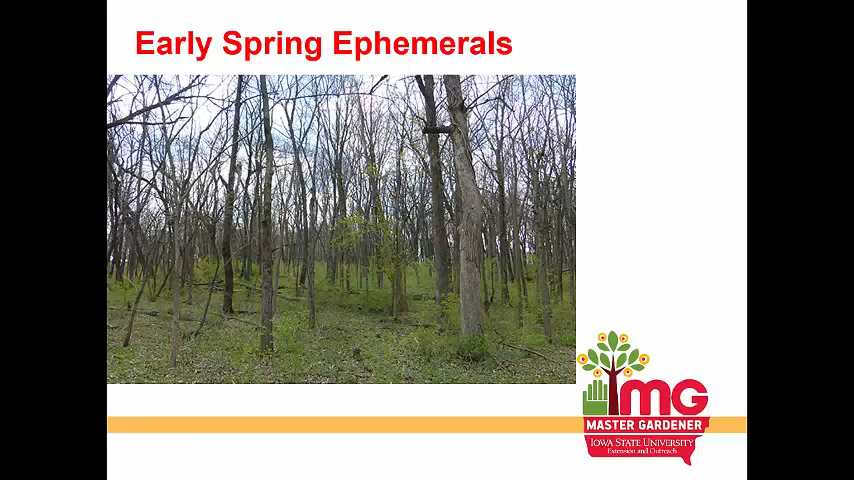 Early Spring Ephemerals
MG
MASTER GARDENER
IOWA STATE UNIVERSITY
Extension and Outreach